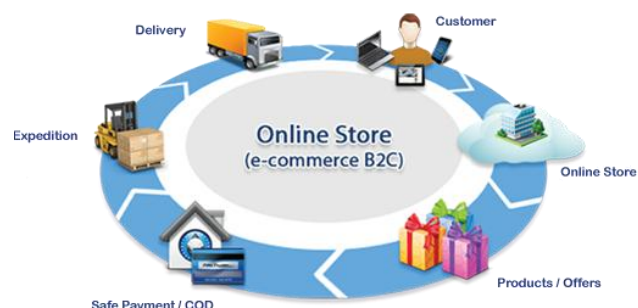 Delivery
Customer
Expedition
Online Store
(e-commerce B2C)
Online Store
Products / Offers
Safe Payment / COD